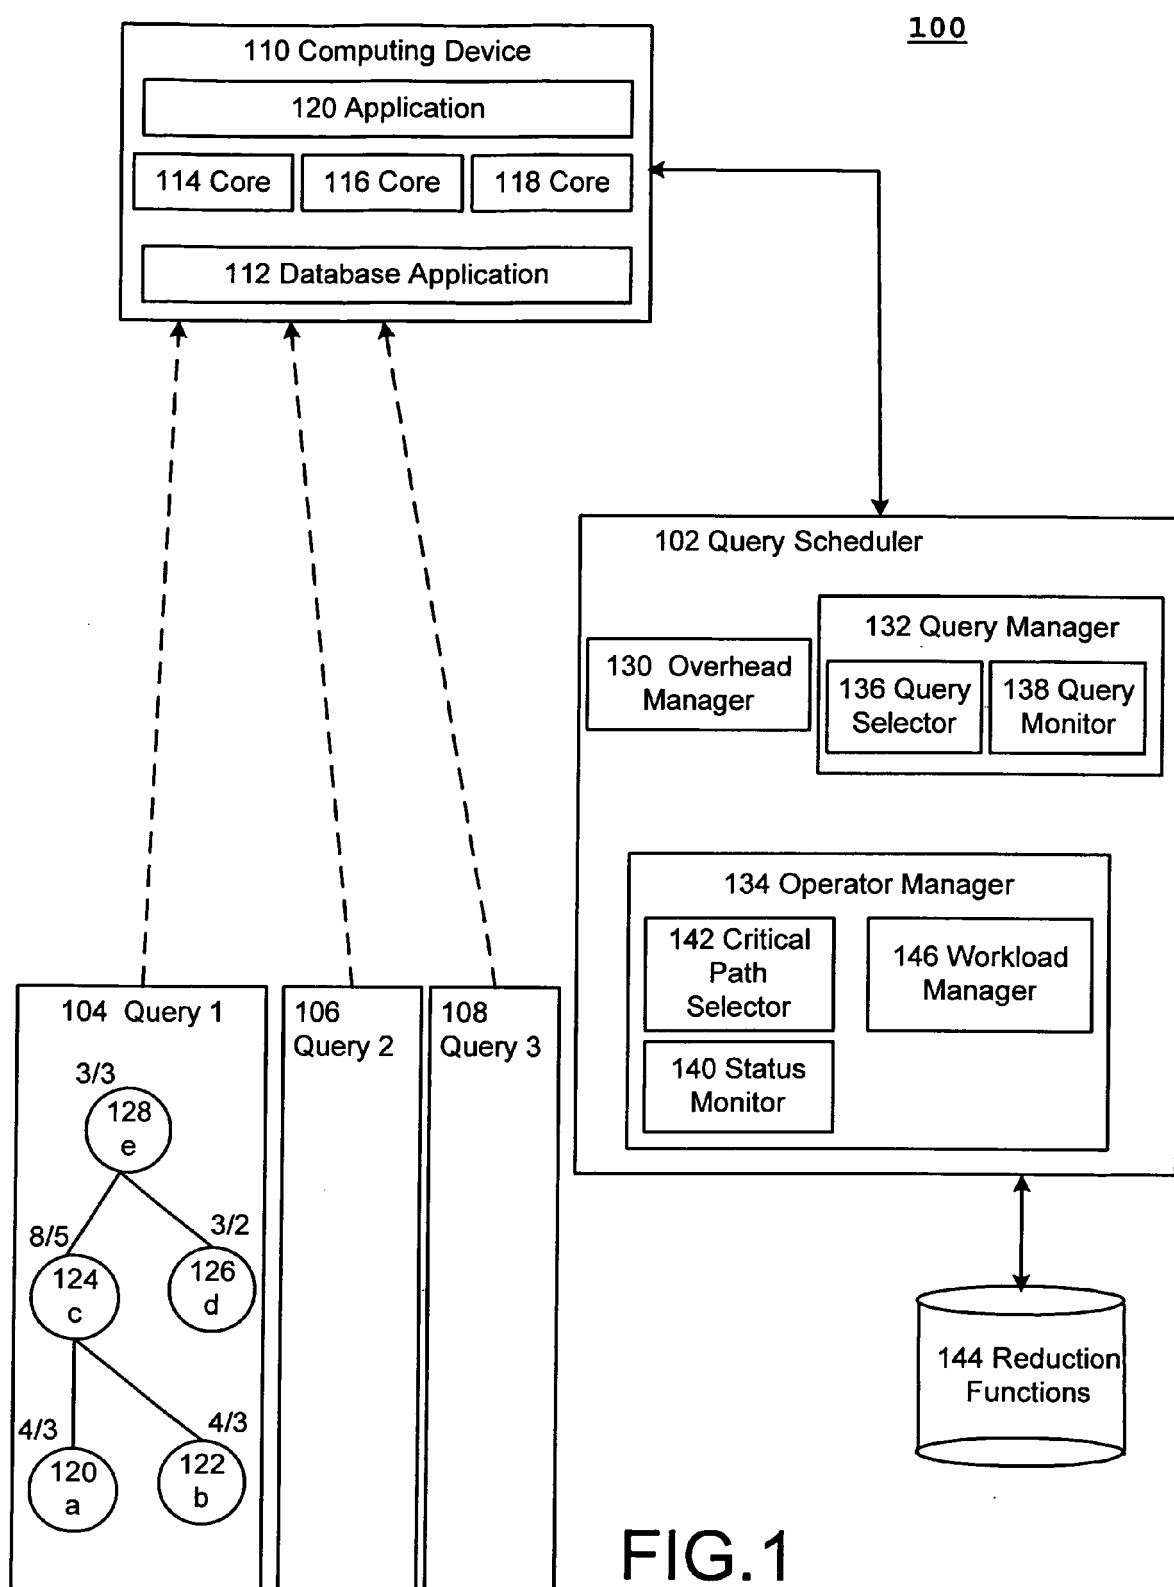 100
110 Computing Device
120 Application
114 Core
116 Core
118 Core
112 Database Application
102 Query Scheduler
132 Query Manager
130 Overhead
Manager
136 Query
Selector
138 Query
Monitor
134 Operator Manager
142 Critical
Path
Selector
146 Workload
Manager
140 Status
Monitor
104 Query 1
106
Query 2
108
Query 3
3/3
128
e
8/5
124
c
3/2
126
d
4/3
120
a
4/3
122
b
144 Reduction
Functions
FIG.1